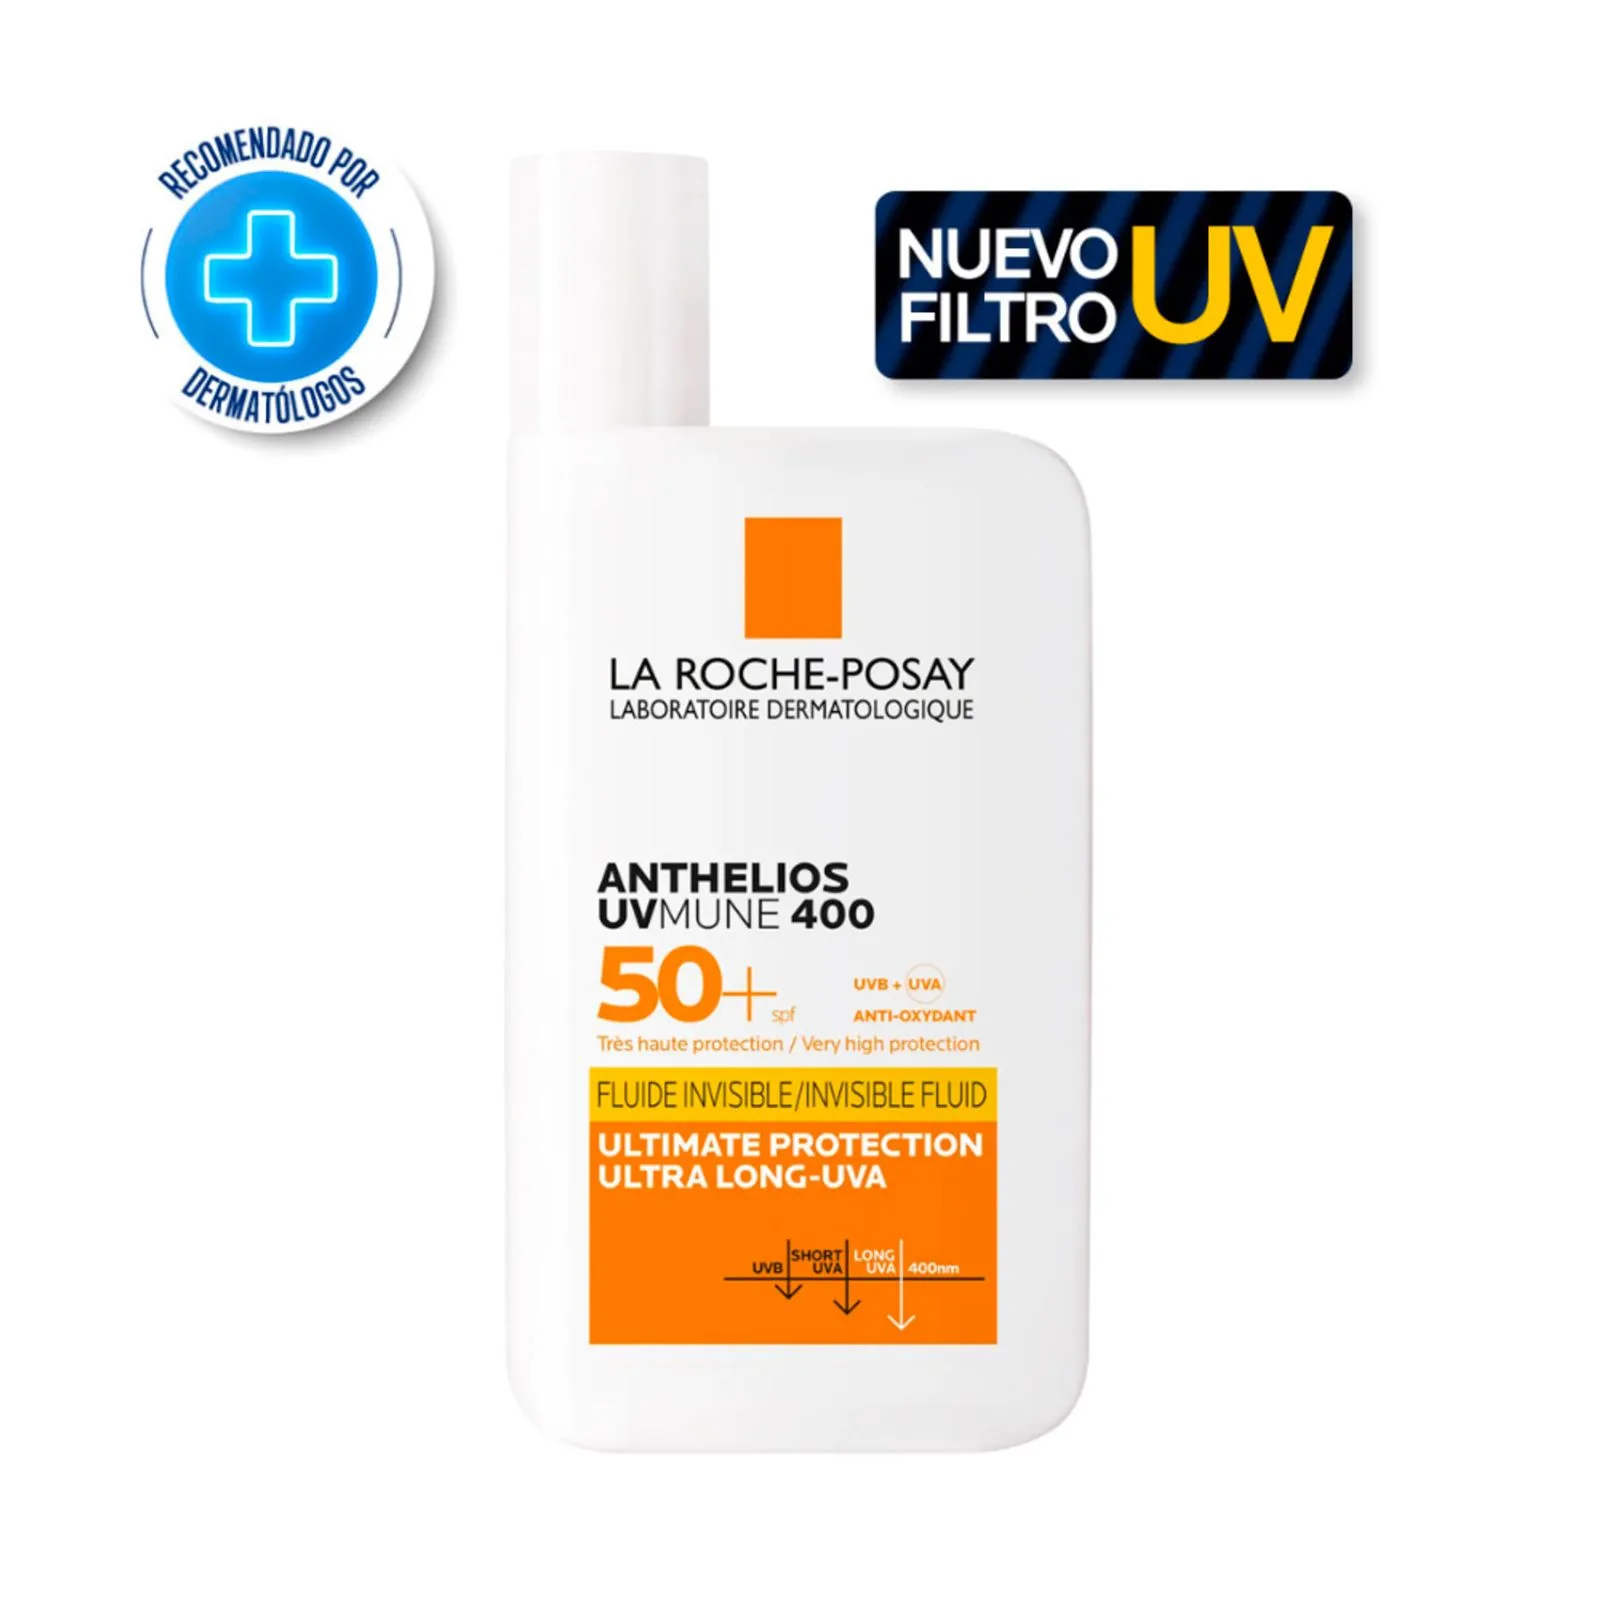 RECOMENDADO POR
DERMATÓLOGOS
NUEVO
FILTRO
UV
LA ROCHE-POSAY
LABORATOIRE DERMATOLOGIQUE
ANTHELIOS
UVMUNE 400
50+ spf
UVB + UVA
ANTI-OXYDANT
Très haute protection / Very high protection
FLUIDE INVISIBLE/INVISIBLE FLUID
ULTIMATE PROTECTION
ULTRA LONG-UVA
UVB
SHORT
UVA
LONG
UVA
400nm